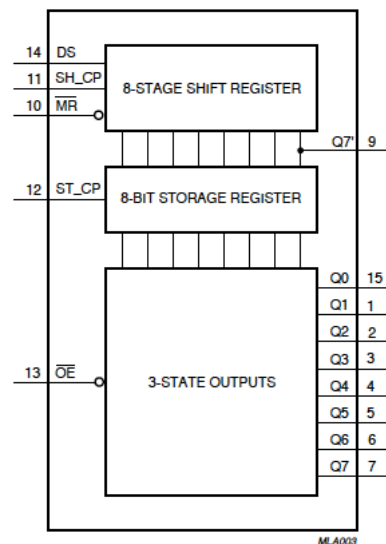 14 DS
11 SH_CP
8-STAGE SHIFT REGISTER
10 M̅R̅
Q7' 9
12 ST_CP
8-BIT STORAGE REGISTER
Q0 15
Q1 1
Q2 2
Q3 3
13 O̅E̅
3-STATE OUTPUTS
Q4 4
Q5 5
Q6 6
Q7 7
MLA003